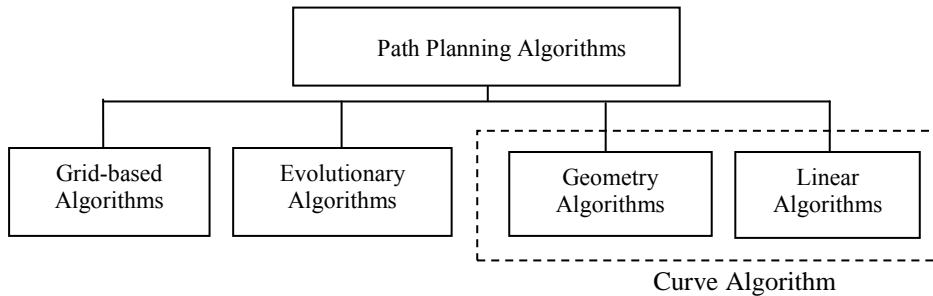 Path Planning Algorithms
Grid-based
Algorithms
Evolutionary
Algorithms
Geometry
Algorithms
Linear
Algorithms
Curve Algorithm